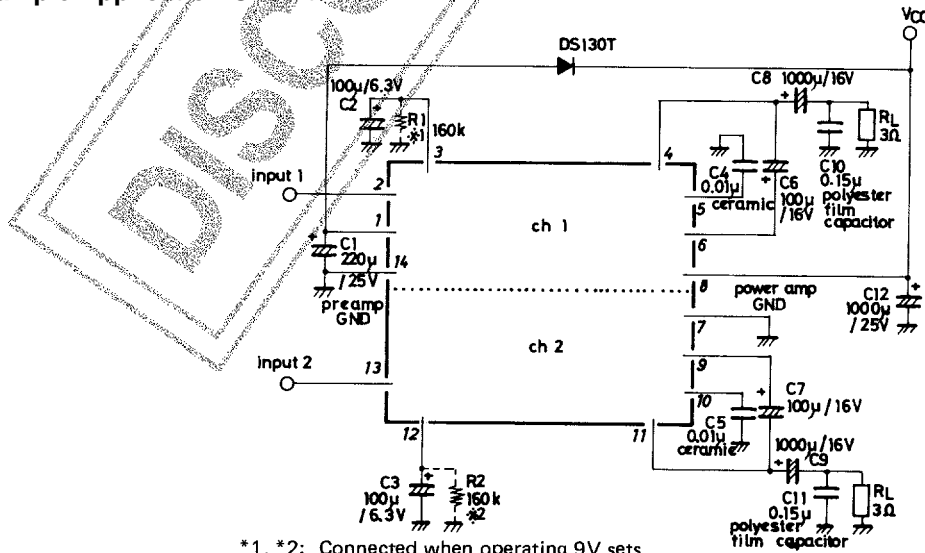 DISCO
VCC
DS130T
100µ/6.3V
C2
R1
*1
160k
C8 1000µ/16V
RL
3Ω
3
4
C4
0.01µ
ceramic
C6
100µ
/16V
C10
0.15µ
polyester
film
capacitor
input 1
2
1
ch 1
5
6
C1
220µ
/25V
14
preamp
GND
8
power amp
GND
C12
1000µ
/25V
7
ch 2
input 2
13
9
10
C7
100µ/16V
12
11
C5
0.01µ
ceramic
1000µ/16V
C9
C3
100µ
/6.3V
R2
160k
*2
C11
0.15µ
polyester
film capacitor
RL
3Ω
*1, *2: Connected when operating 9V sets